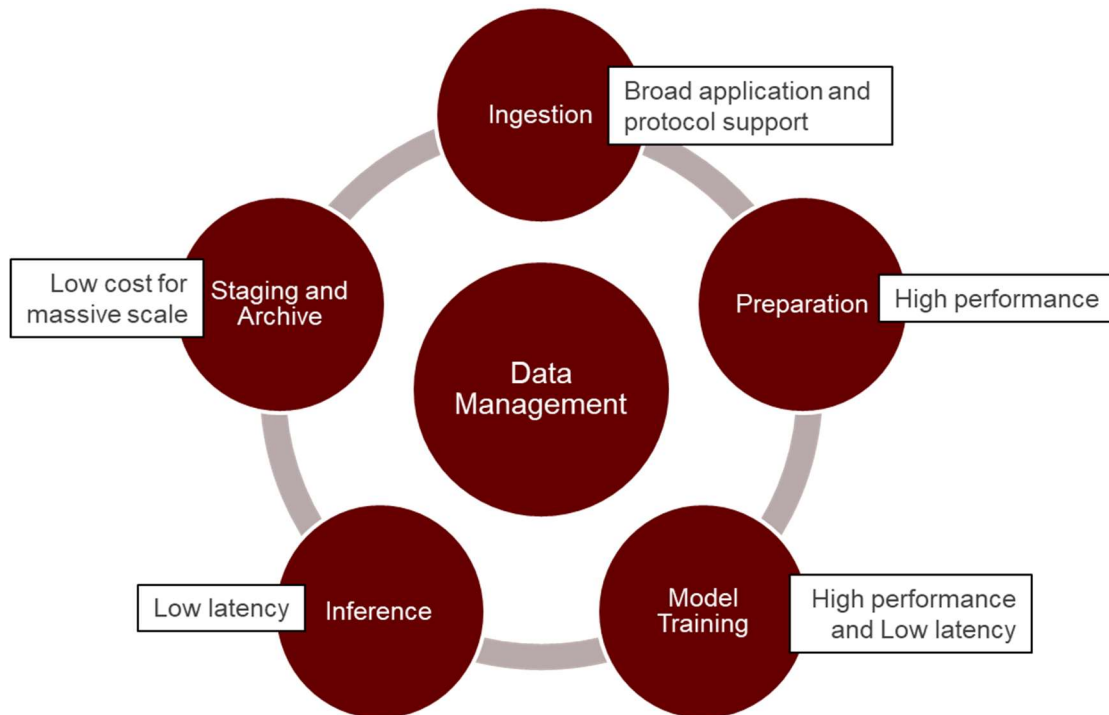 Ingestion
Broad application and
protocol support
Preparation
High performance
Model
Training
High performance
and Low latency
Inference
Low latency
Staging and
Archive
Low cost for
massive scale
Data
Management